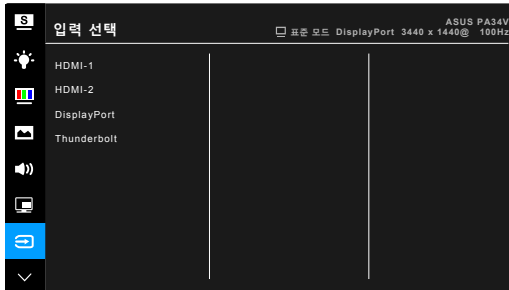 S
입력 선택
ASUS PA34V
표준 모드 DisplayPort 3440 x 1440@ 100Hz
HDMI-1
HDMI-2
DisplayPort
Thunderbolt